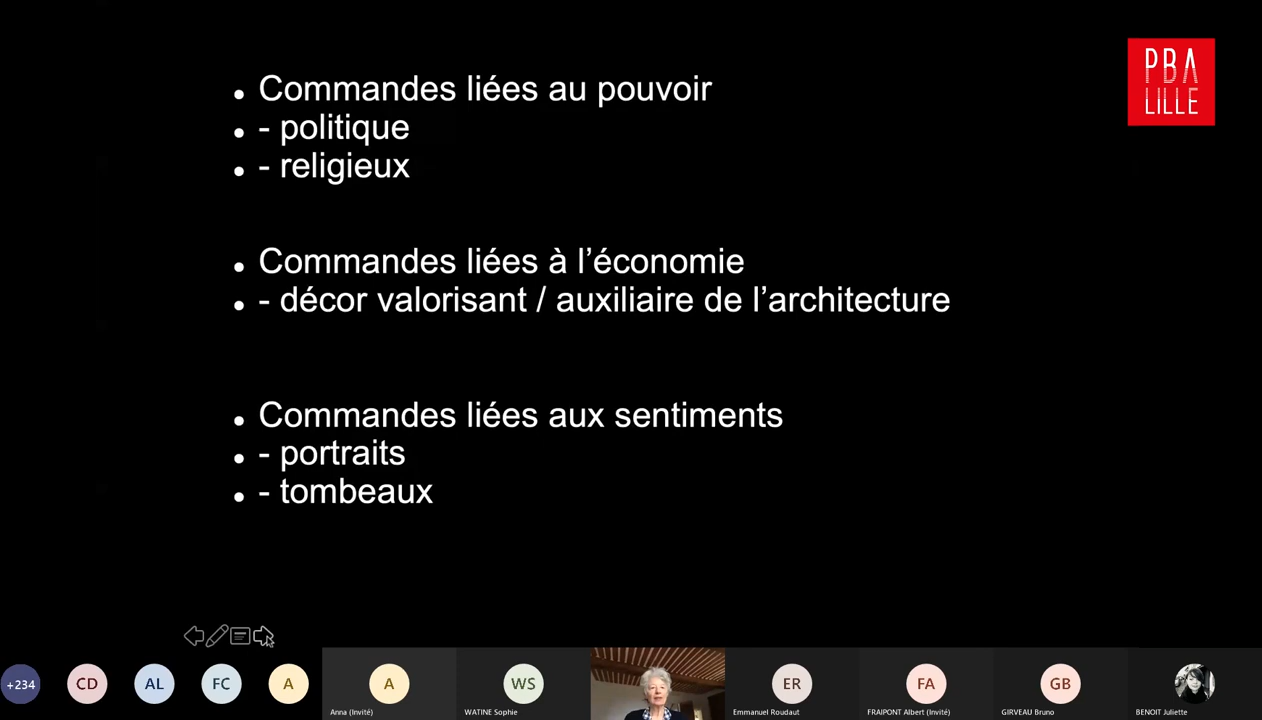 PBA
LILLE
• Commandes liées au pouvoir
• - politique
• - religieux
• Commandes liées à l’économie
• - décor valorisant / auxiliaire de l’architecture
• Commandes liées aux sentiments
• - portraits
• - tombeaux
+234
CD
AL
FC
A
A
WS
ER
FA
GB
Anna (Invité)
WATINE Sophie
Emmanuel Roudaut
FRAIPONT Albert (Invité)
GIRVEAU Bruno
BENOIT Juliette